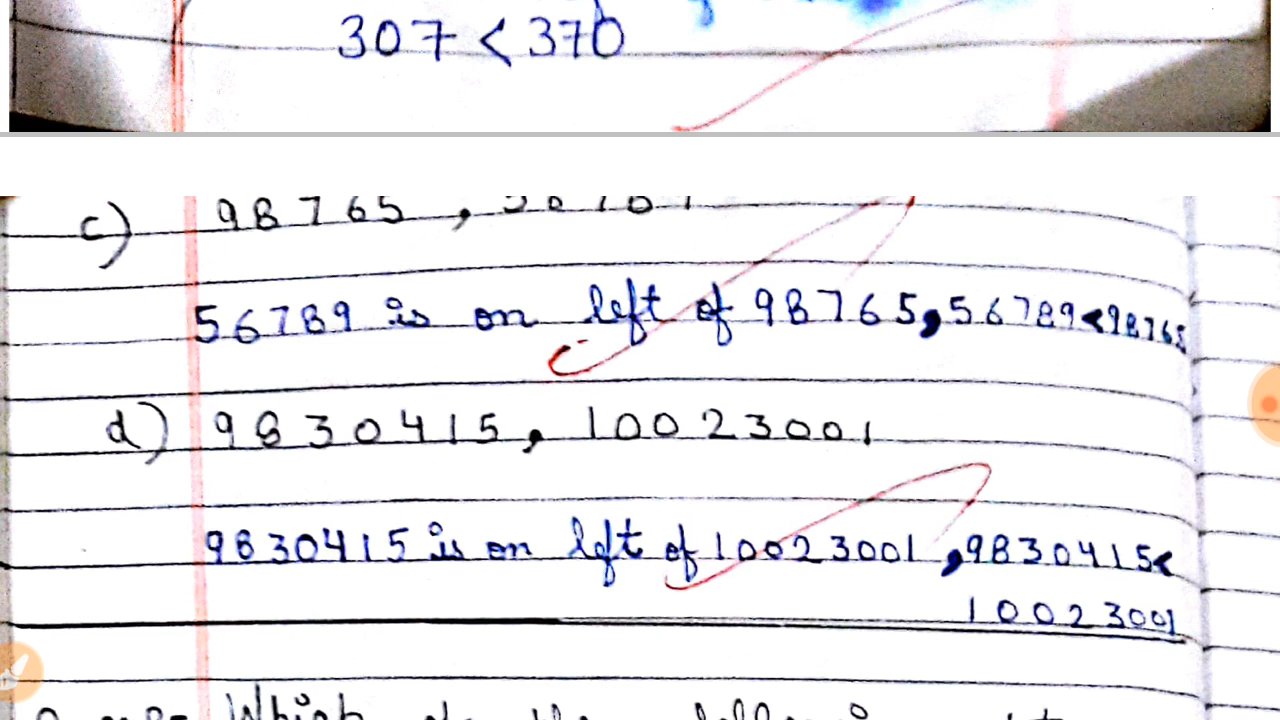 307 < 370
c) 98765 ,
56789 is on left of 98765, 56789<98765
d) 9830415, 10023001
9830415 is on left of 10023001, 9830415<
10023001
Which